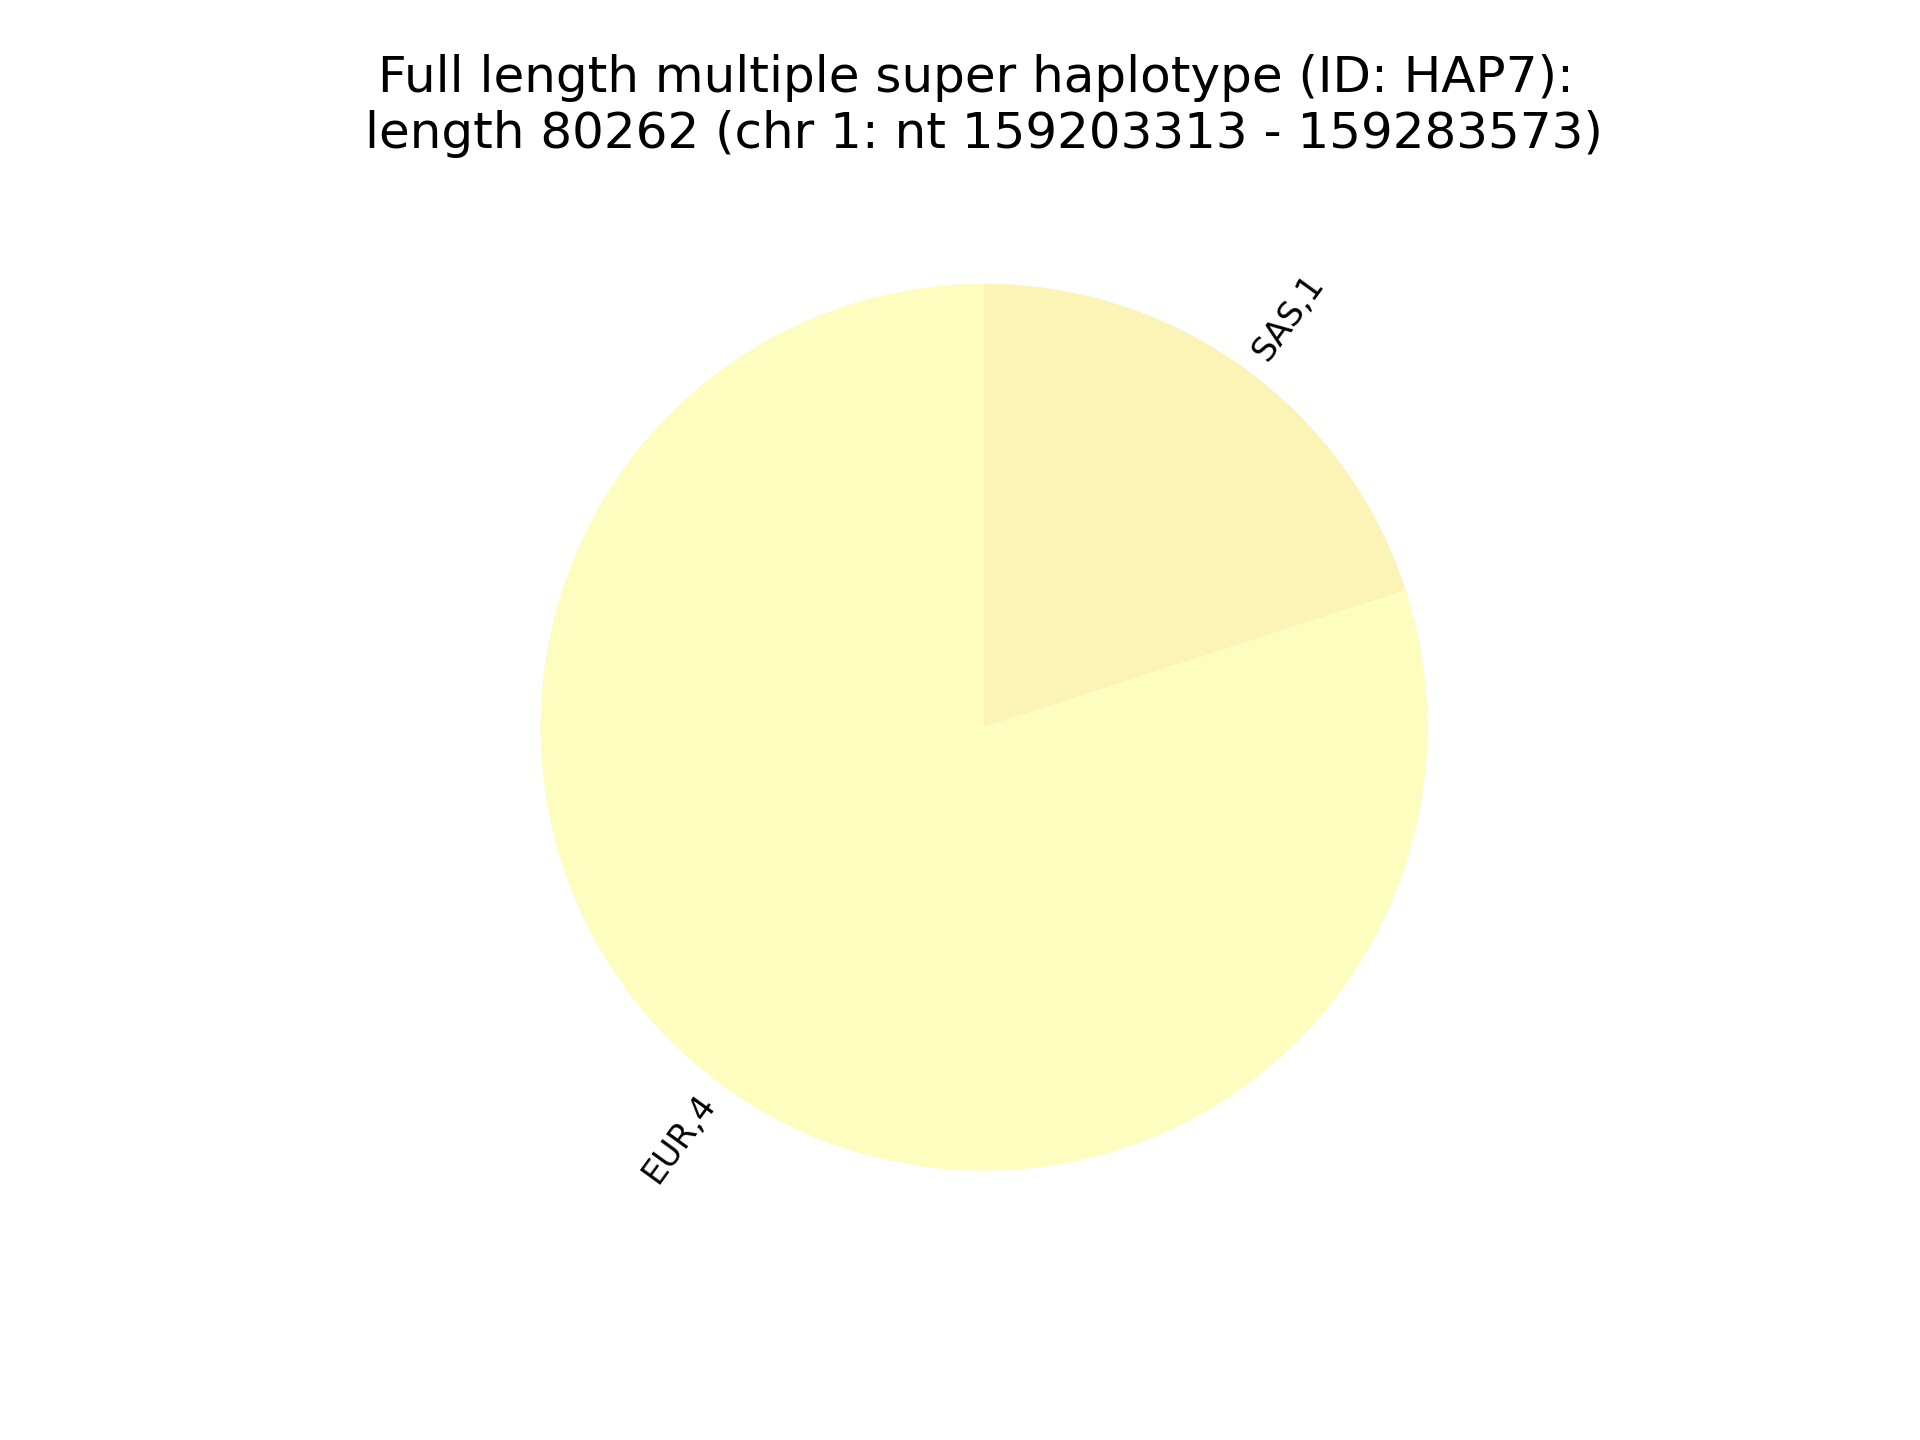 Full length multiple super haplotype (ID: HAP7):
length 80262 (chr 1: nt 159203313 - 159283573)
SAS,1
EUR,4